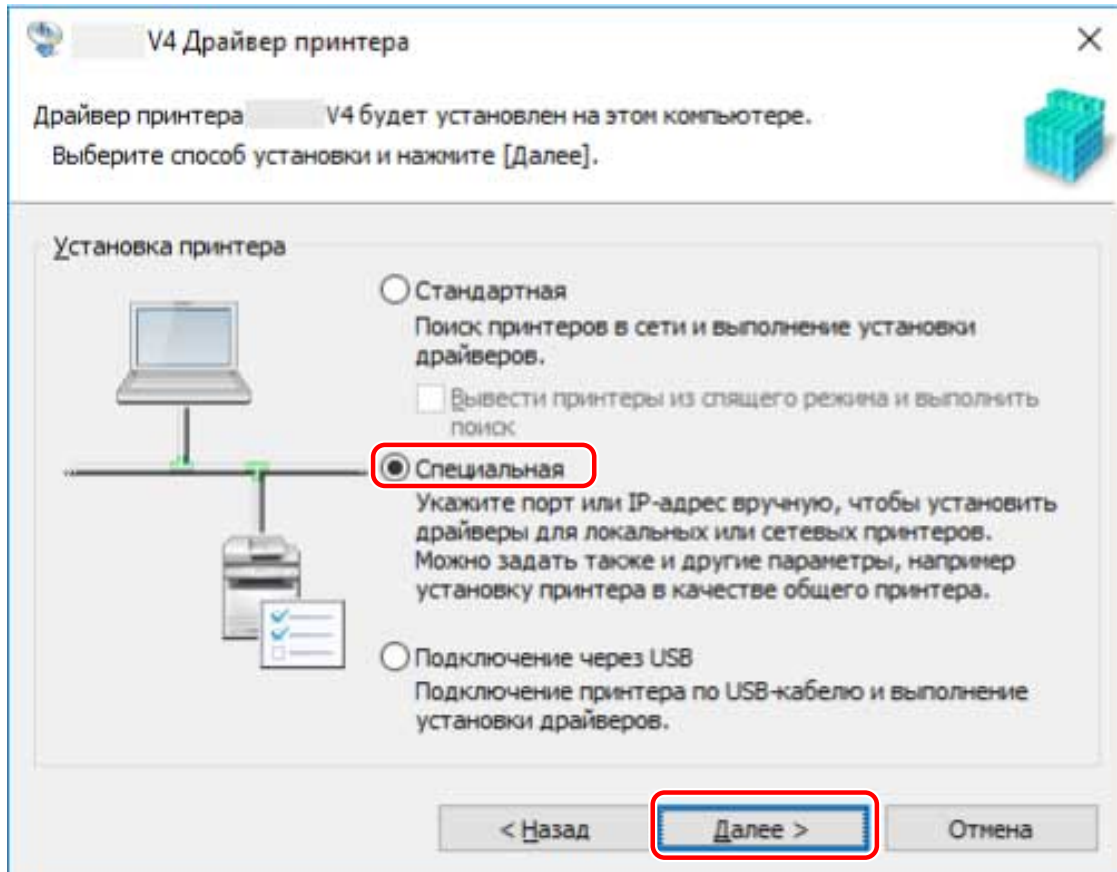 V4 Драйвер принтера
Драйвер принтера V4 будет установлен на этом компьютере.
Выберите способ установки и нажмите [Далее].
Установка принтера
Стандартная
Поиск принтеров в сети и выполнение установки
драйверов.
Вывести принтеры из спящего режима и выполнить
поиск
Специальная
Укажите порт или IP-адрес вручную, чтобы установить
драйверы для локальных или сетевых принтеров.
Можно задать также и другие параметры, например
установку принтера в качестве общего принтера.
Подключение через USB
Подключение принтера по USB-кабелю и выполнение
установки драйверов.
< Назад
Далее >
Отмена